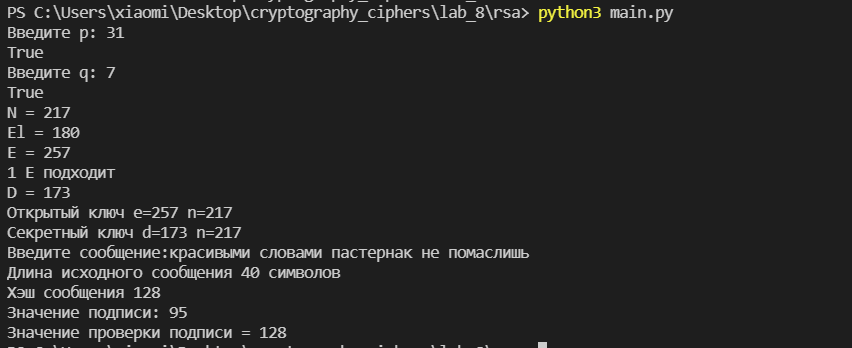 PS C:\Users\xiaomi\Desktop\cryptography_ciphers\lab_8\rsa> python3 main.py
Введите p: 31
True
Введите q: 7
True
N = 217
El = 180
E = 257
1 E подходит
D = 173
Открытый ключ e=257 n=217
Секретный ключ d=173 n=217
Введите сообщение:красивыми словами пастернак не помаслишь
Длина исходного сообщения 40 символов
Хэш сообщения 128
Значение подписи: 95
Значение проверки подписи = 128